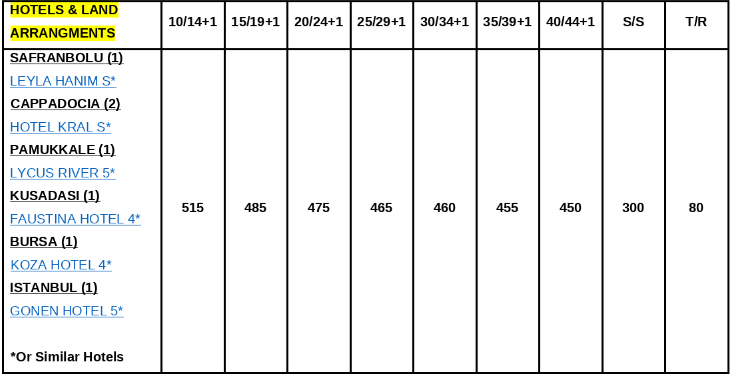 HOTELS & LAND
ARRANGMENTS
10/14+1 15/19+1 20/24+1 25/29+1 30/34+1 35/39+1 40/44+1 S/S T/R
SAFRANBOLU (1)
LEYLA HANIM S*
CAPPADOCIA (2)
HOTEL KRAL S*
PAMUKKALE (1)
LYCUS RIVER 5*
KUSADASI (1)
FAUSTINA HOTEL 4*
BURSA (1)
KOZA HOTEL 4*
ISTANBUL (1)
GONEN HOTEL 5*
*Or Similar Hotels
515 485 475 465 460 455 450 300 80